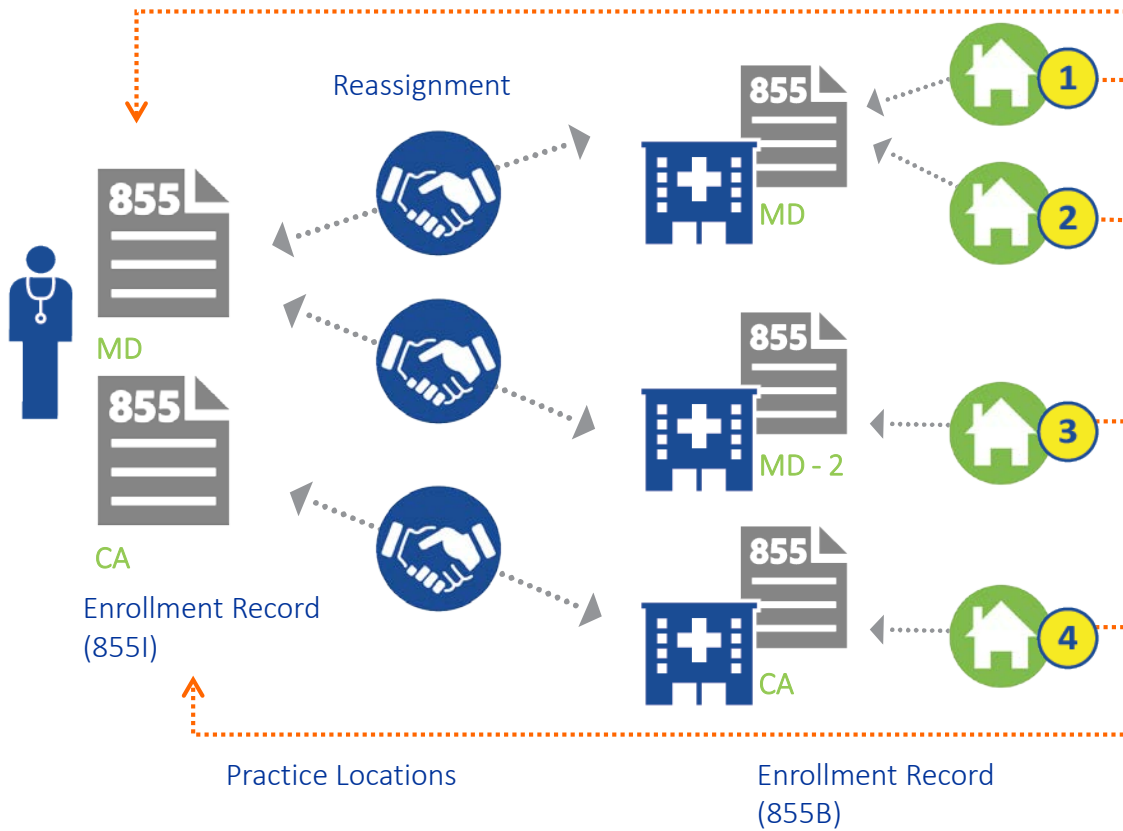 Reassignment
855
MD
1
2
855
MD
855
CA
Enrollment Record
(855I)
855
MD - 2
3
855
CA
4
Practice Locations
Enrollment Record
(855B)